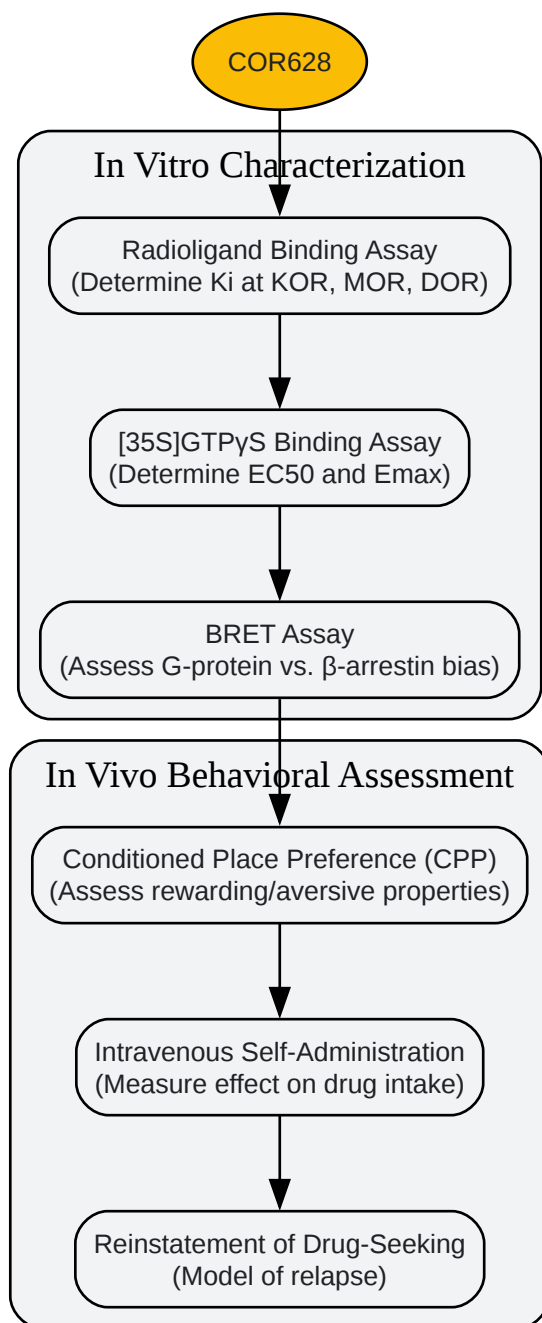 COR628
In Vitro Characterization
Radioligand Binding Assay
(Determine Ki at KOR, MOR, DOR)
[35S]GTPγS Binding Assay
(Determine EC50 and Emax)
BRET Assay
(Assess G-protein vs. β-arrestin bias)
In Vivo Behavioral Assessment
Conditioned Place Preference (CPP)
(Assess rewarding/aversive properties)
Intravenous Self-Administration
(Measure effect on drug intake)
Reinstatement of Drug-Seeking
(Model of relapse)